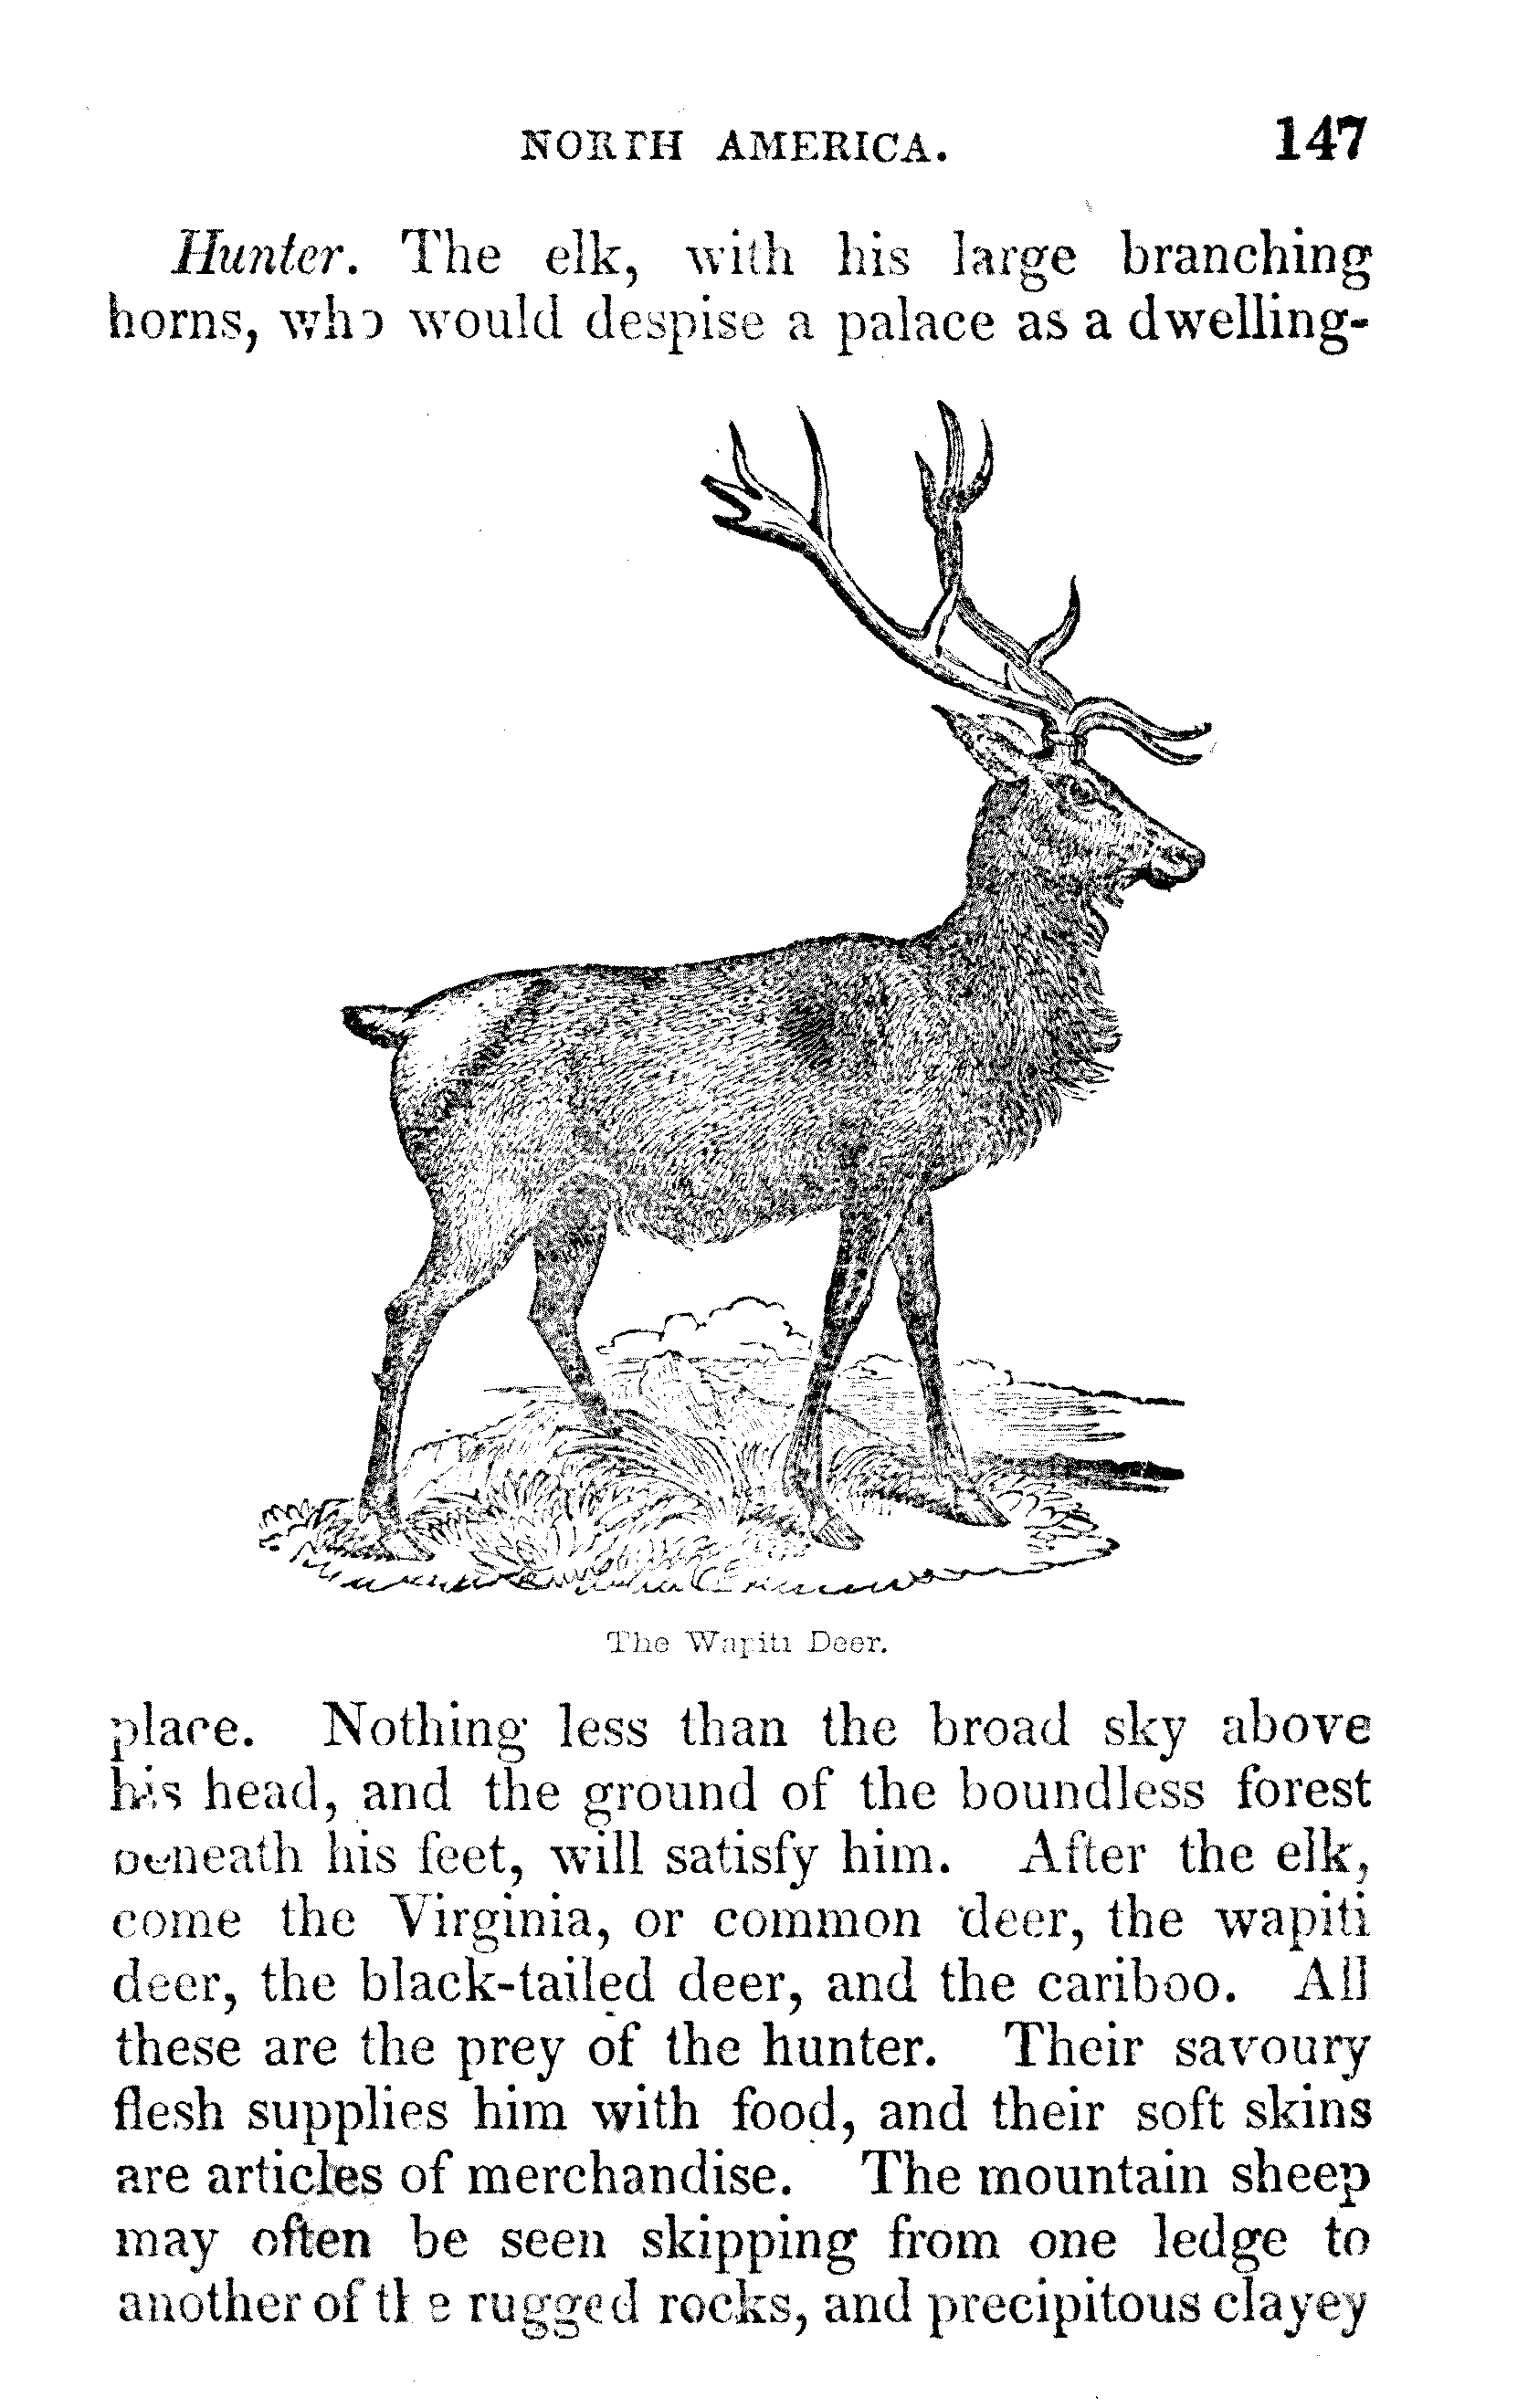 NORTH AMERICA. 147
Hunter. The elk, with his large branching
horns, who would despise a palace as a dwelling-
The Wapiti Deer.
place. Nothing less than the broad sky above
his head, and the ground of the boundless forest
beneath his feet, will satisfy him. After the elk,
come the Virginia, or common deer, the wapiti
deer, the black-tailed deer, and the cariboo. All
these are the prey of the hunter. Their savoury
flesh supplies him with food, and their soft skins
are articles of merchandise. The mountain sheep
may often be seen skipping from one ledge to
another of the rugged rocks, and precipitous clayey